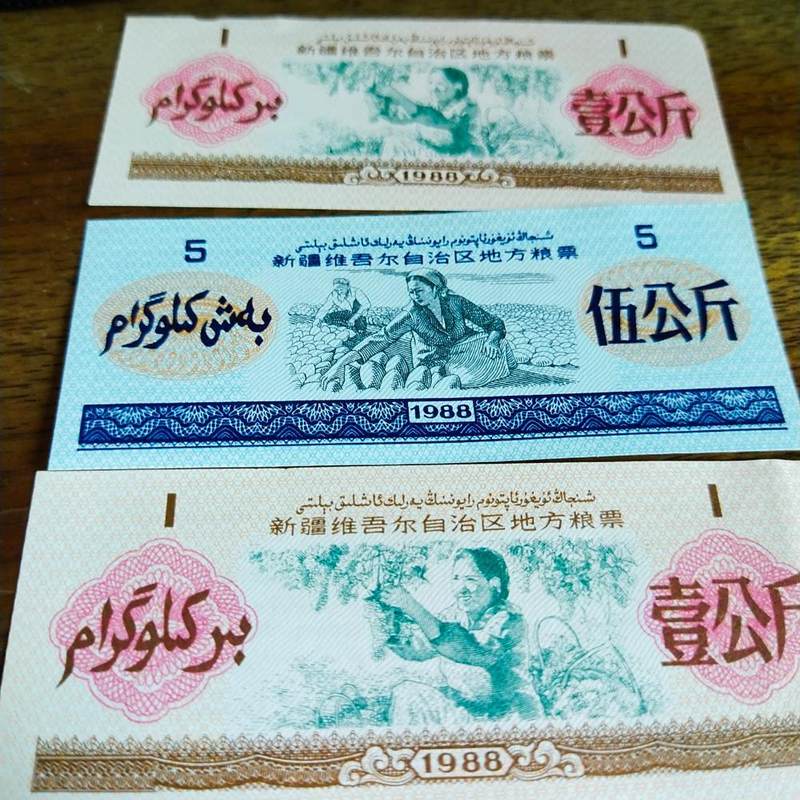 1 1
新疆维吾尔自治区地方粮票
بىر كىلوگرام
壹公斤
1988
5 5
شىنجاڭ ئۇيغۇر ئاپتونوم رايونىنىڭ يەرلىك ئاشلىق بېلىتى
新疆维吾尔自治区地方粮票
بەش كىلوگرام
伍公斤
1988
1 1
شىنجاڭ ئۇيغۇر ئاپتونوم رايونىنىڭ يەرلىك ئاشلىق بېلىتى
新疆维吾尔自治区地方粮票
بىر كىلوگرام
壹公斤
1988